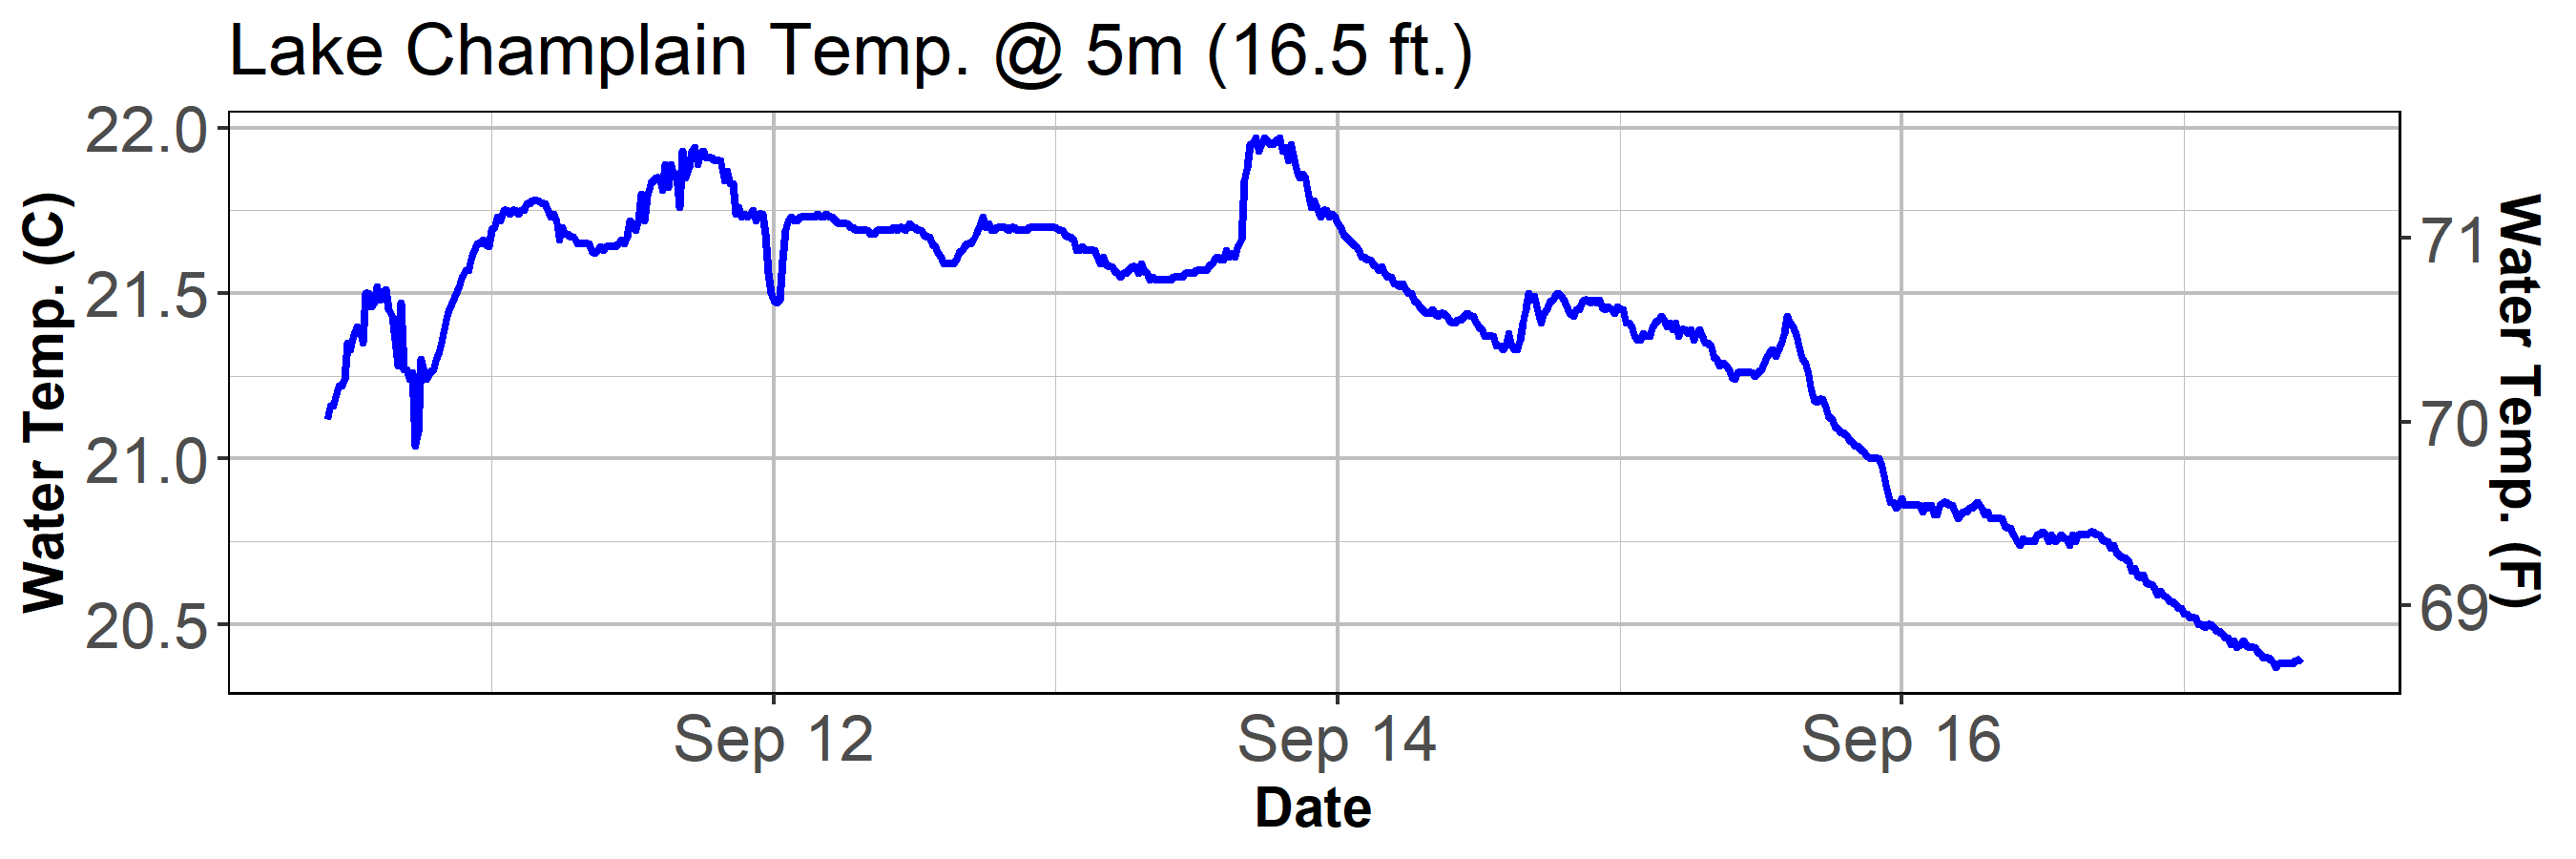 Lake Champlain Temp. @ 5m (16.5 ft.)
Water Temp. (C)
22.0
21.5
21.0
20.5
71
70
69
Water Temp. (F)
Sep 12
Sep 14
Sep 16
Date